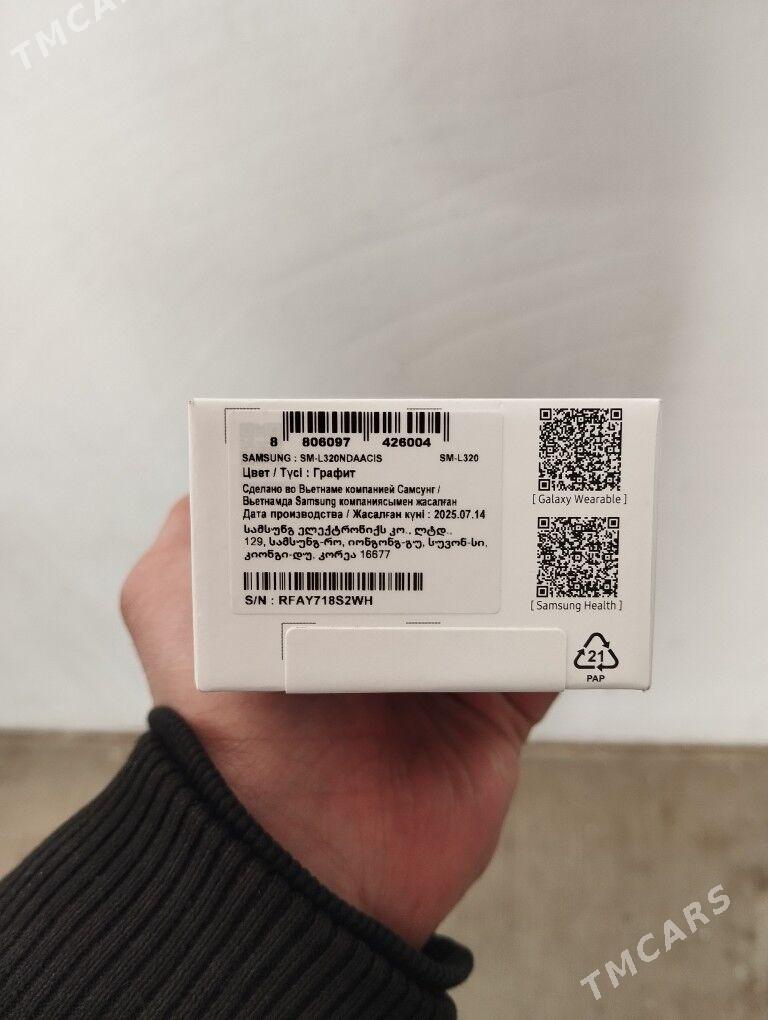 TMCARS
8 806097 426004
SAMSUNG : SM-L320NDAACIS SM-L320
Цвет / Түсі : Графит
Сделано во Вьетнаме компанией Самсунг /
Вьетнамда Samsung компаниясымен жасалған
Дата производства / Жасалған күні : 2025.07.14
სამსუნგ ელექტრონიქს კო., ლტდ.,
129, სამსუნგ-რო, იონგტონგ-გუ, სუვონ-სი,
კიონგი-დუ, კორეა 16677
S/N : RFAY718S2WH
[ Galaxy Wearable ]
[ Samsung Health ]
21
PAP
TMCARS